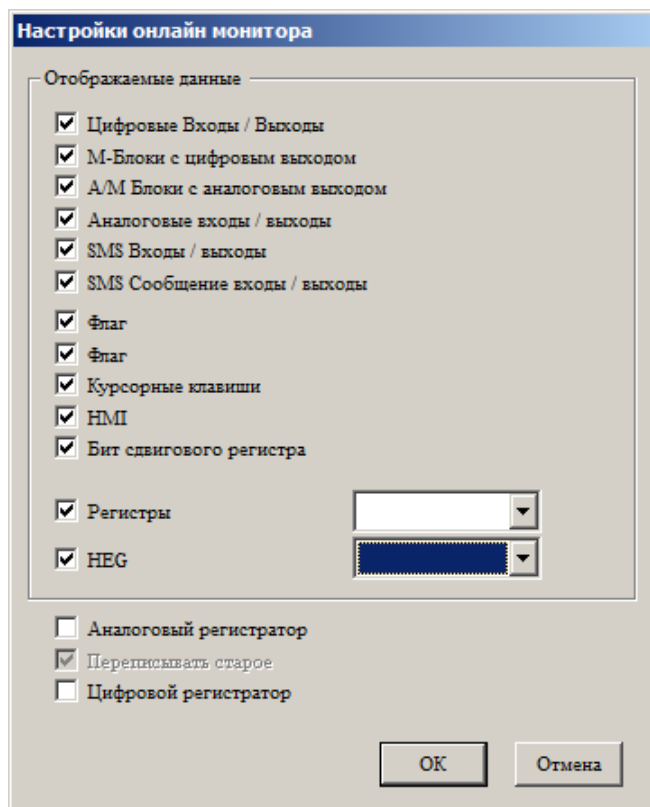 Настройки онлайн монитора
Отображаемые данные
Цифровые Входы / Выходы
М-Блоки с цифровым выходом
А/М Блоки с аналоговым выходом
Аналоговые входы / выходы
SMS Входы / выходы
SMS Сообщение входы / выходы
Флаг
Флаг
Курсорные клавиши
HMI
Бит сдвигового регистра
Регистры
HEG
Аналоговый регистратор
Переписывать старое
Цифровой регистратор
OK Отмена